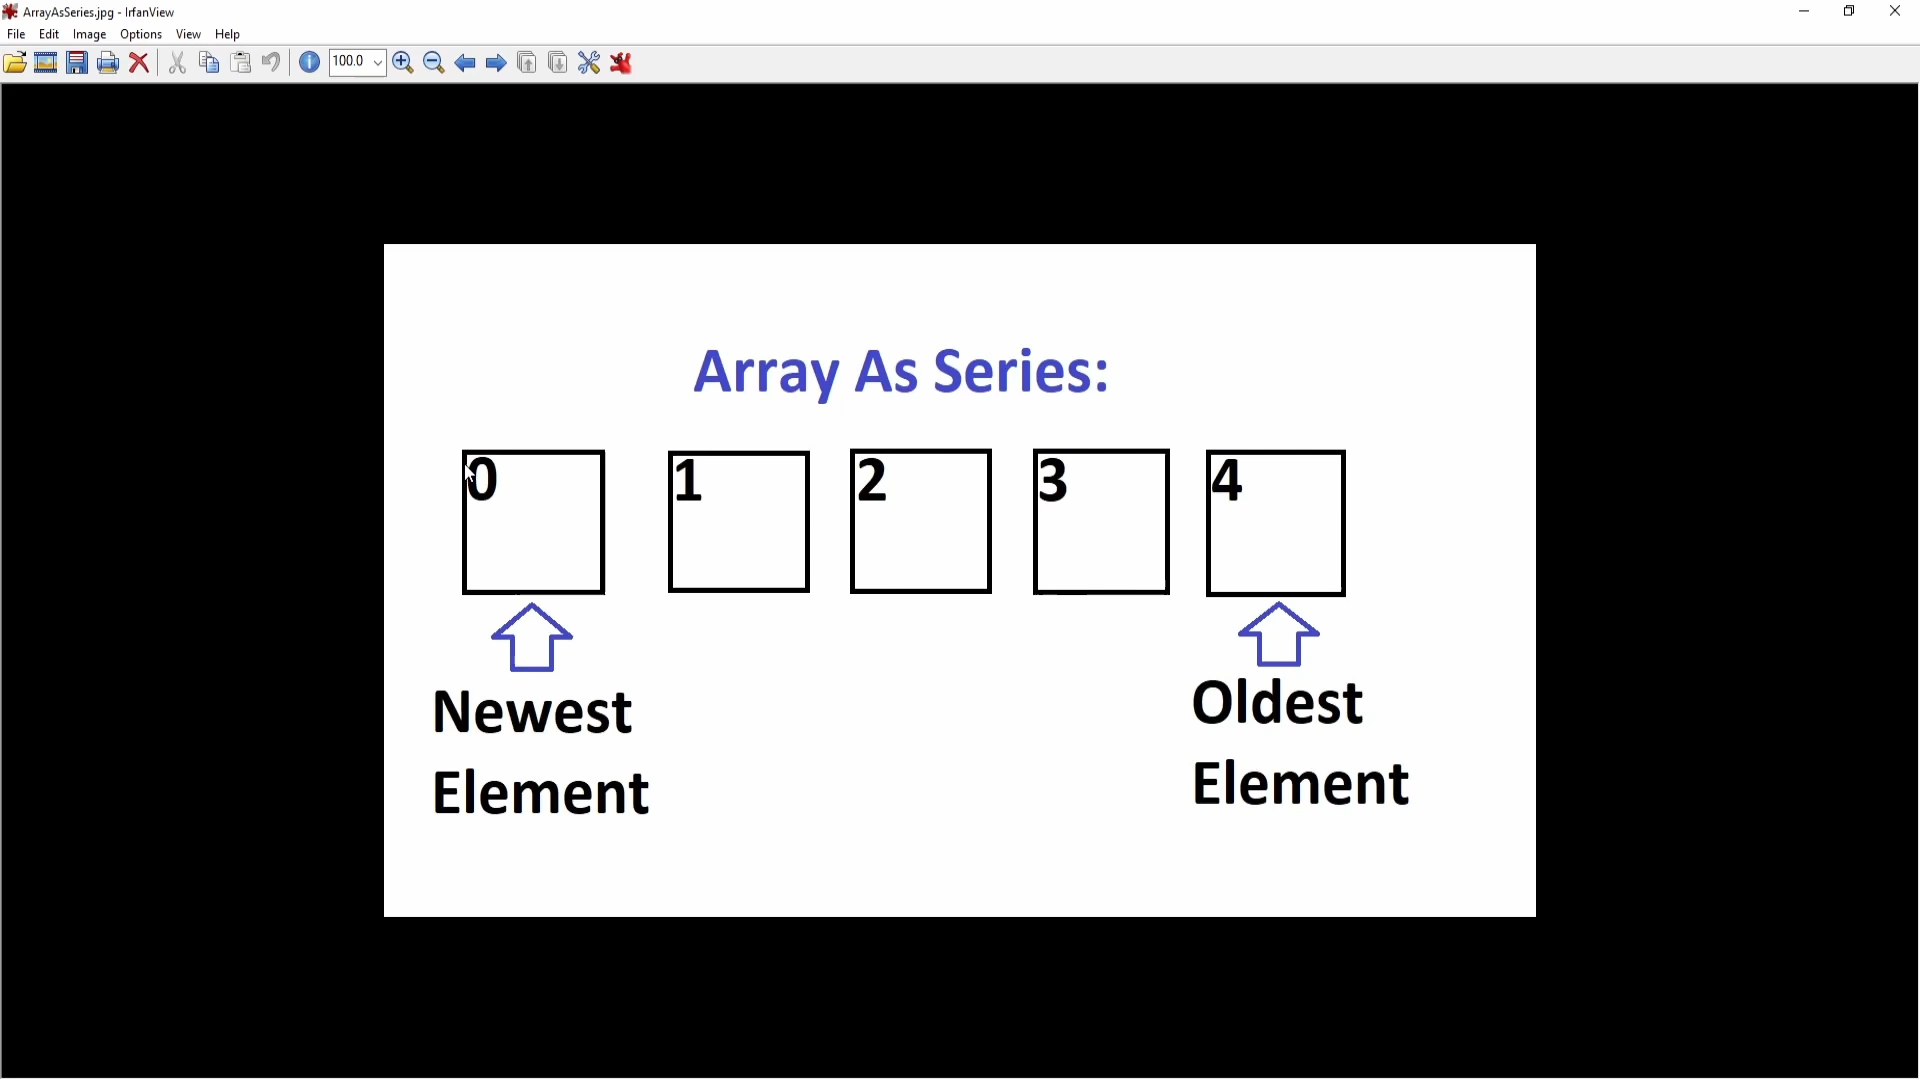 ArrayAsSeries.jpg - IrfanView
File Edit Image Options View Help
100.0
Array As Series:
0 1 2 3 4
Newest Oldest
Element Element